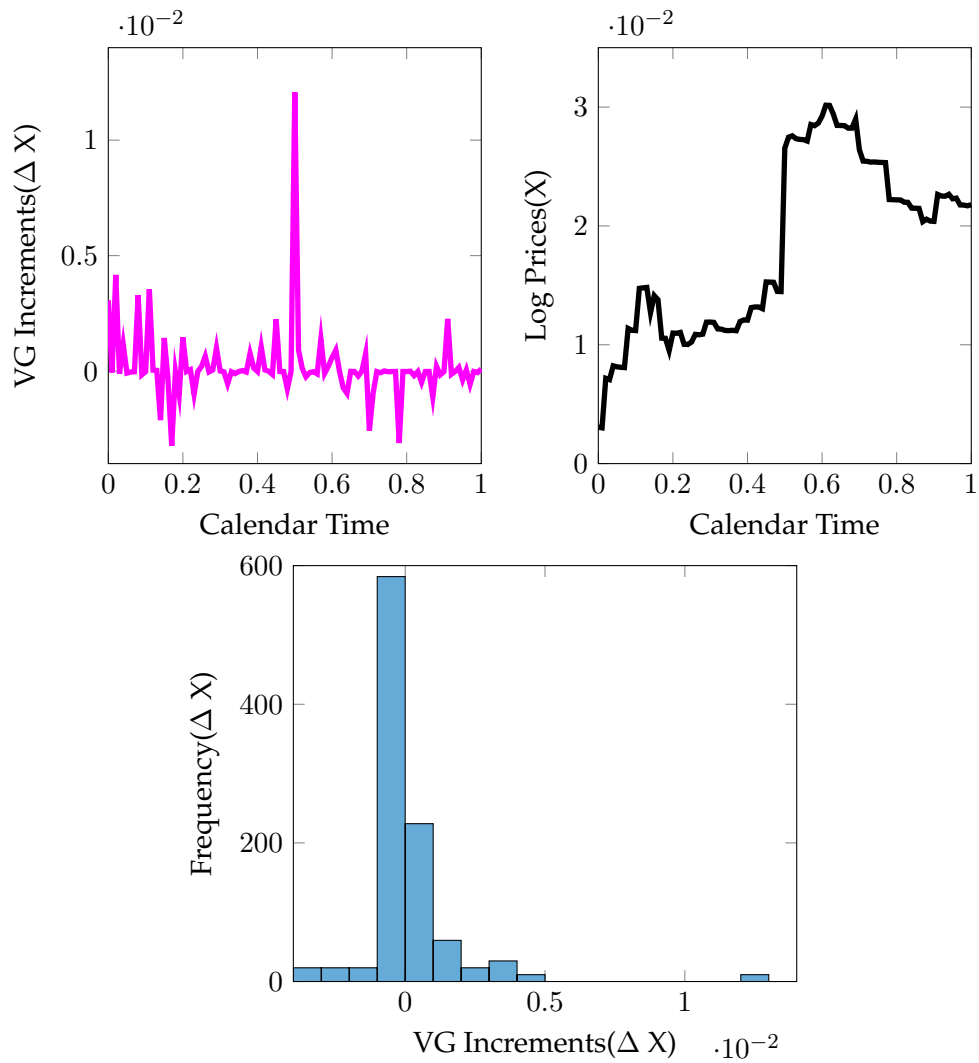 ·10−2
VG Increments(Δ X)
1
0.5
0
0 0.2 0.4 0.6 0.8 1
Calendar Time
·10−2
Log Prices(X)
3
2
1
0
0 0.2 0.4 0.6 0.8 1
Calendar Time
Frequency(Δ X)
600
400
200
0
0 0.5 1
VG Increments(Δ X) ·10−2